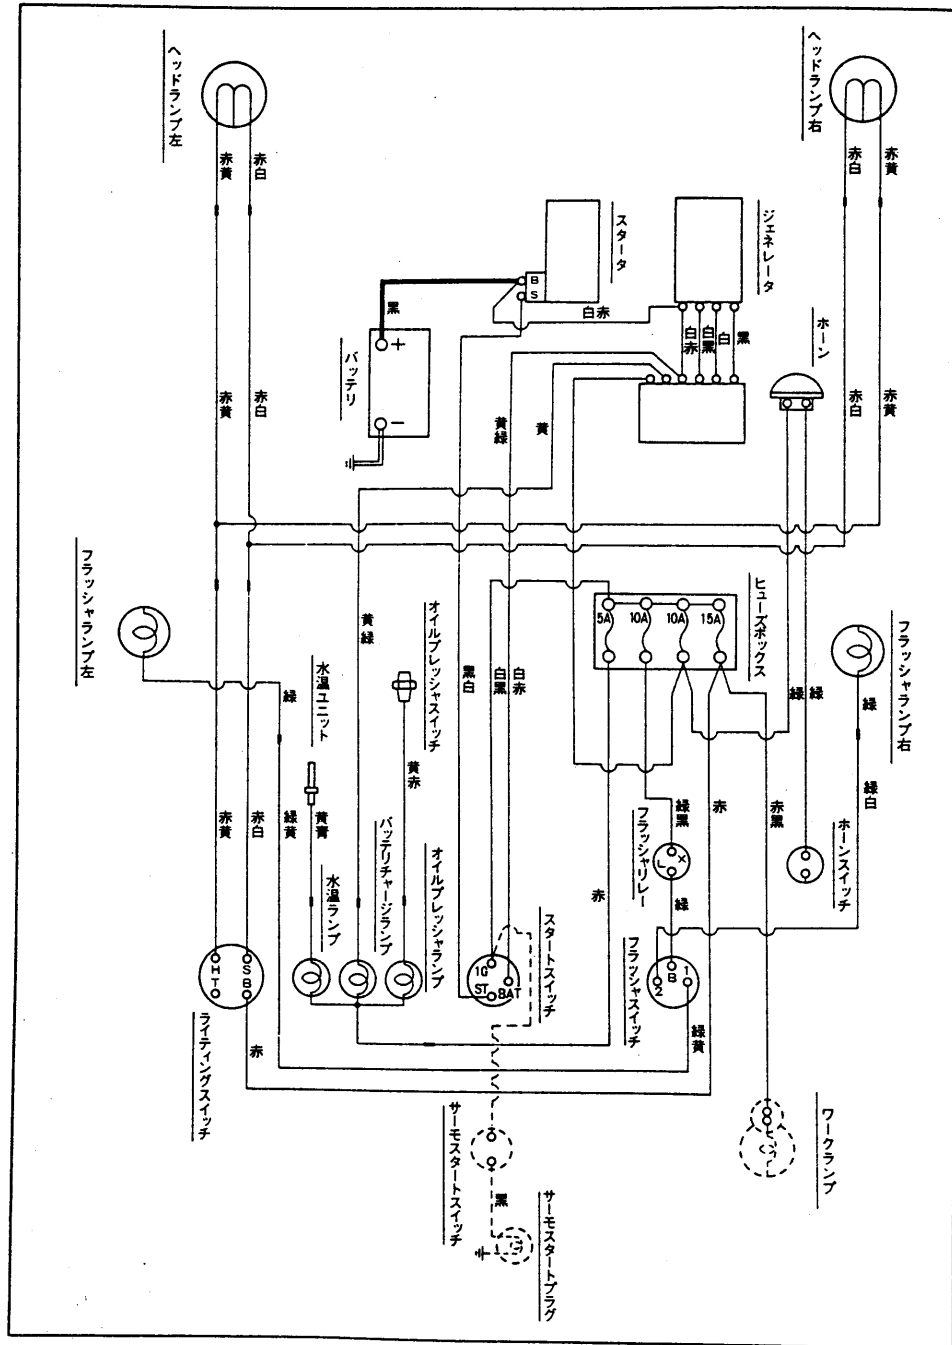 ヘッドランプ左
ヘッドランプ右
赤黄
赤白
赤白
赤黄
スタータ
ジェネレータ
B
S
白赤
黒
バッテリ
+
−
白赤
白黒
白
黒
ホーン
赤黄
赤白
黄緑
黄
赤白
赤黄
フラッシャランプ左
ヒューズボックス
5A
10A
10A
15A
フラッシャランプ右
緑
水温ユニット
黄緑
オイルプレッシャスイッチ
黒白
白黒
白赤
緑
緑
緑
黄赤
緑白
赤黄
赤白
緑黄
黄青
水温ランプ
バッテリチャージランプ
オイルプレッシャランプ
赤
フラッシャリレー
緑黒
赤
赤黒
ホーンスイッチ
L
X
緑
スタートスイッチ
フラッシャスイッチ
H
T
S
B
1G
ST
BAT
2
B
1
ライティングスイッチ
赤
緑黄
サーモスタートスイッチ
ワークランプ
黒
サーモスタートプラグ